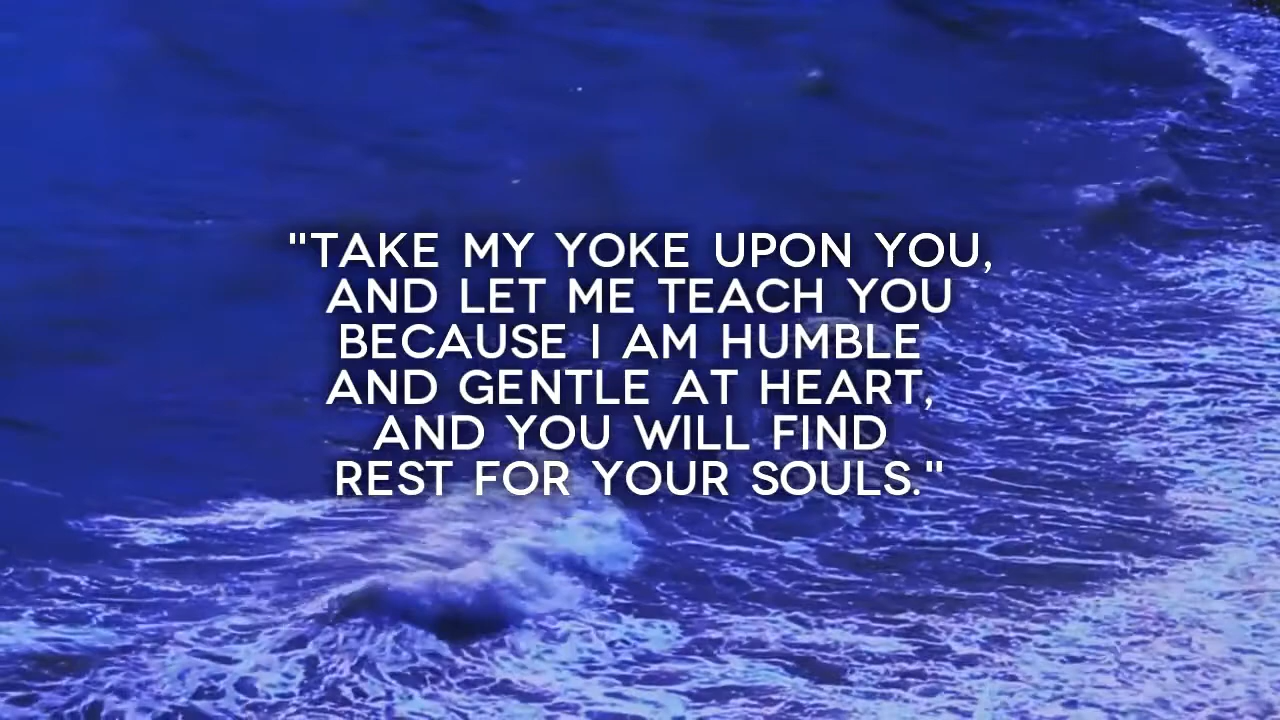 "TAKE MY YOKE UPON YOU,
AND LET ME TEACH YOU
BECAUSE I AM HUMBLE
AND GENTLE AT HEART,
AND YOU WILL FIND
REST FOR YOUR SOULS."